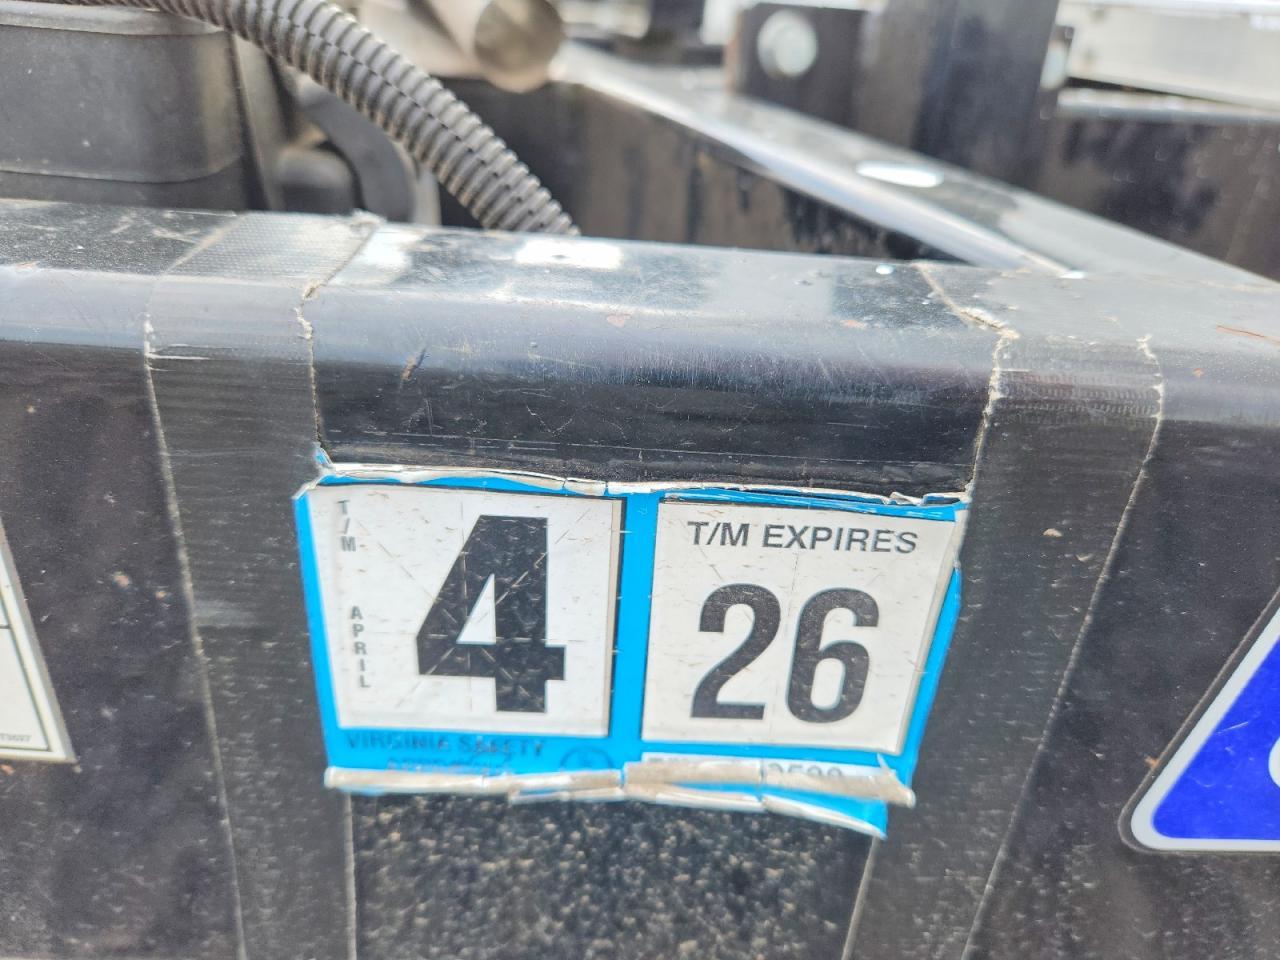 T/M
APRIL
4
T/M EXPIRES
26
VIRGINIA SAFETY